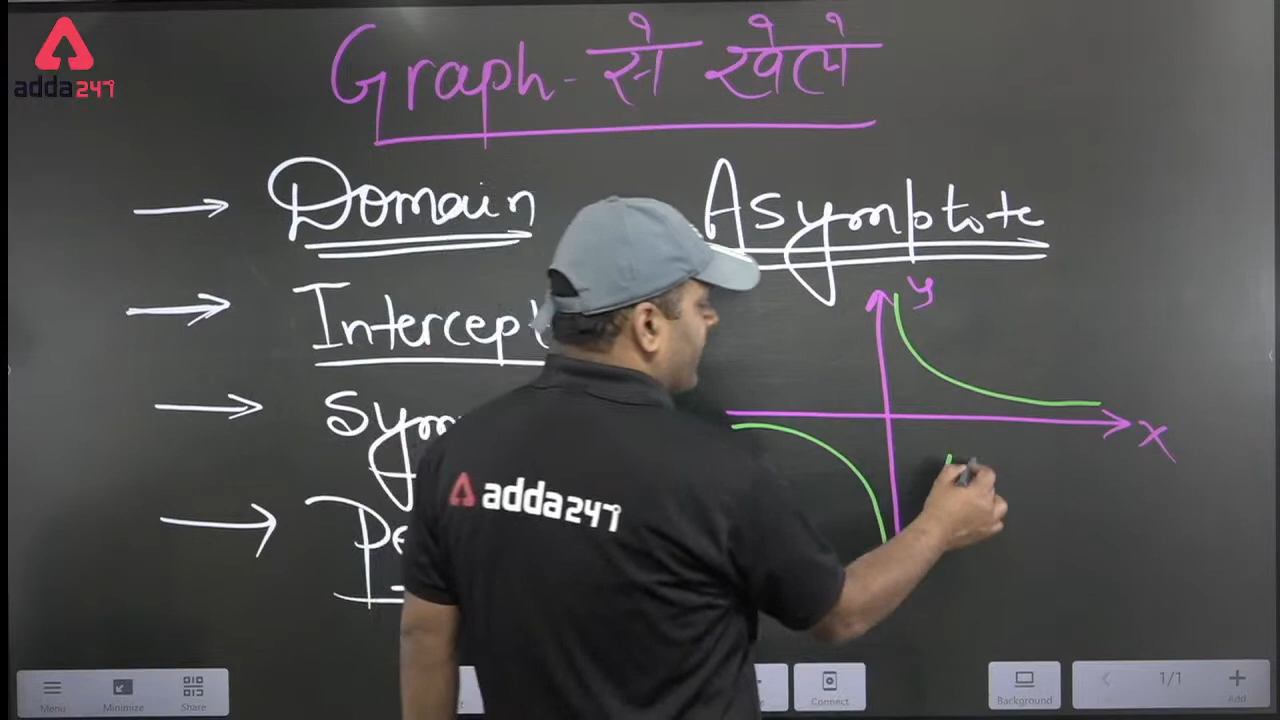 adda247
Graph-से खेलो
Domain
Asymptote
Intercept
y
x
adda247
Menu
Minimize
Share
Connect
Background
1/1
Add